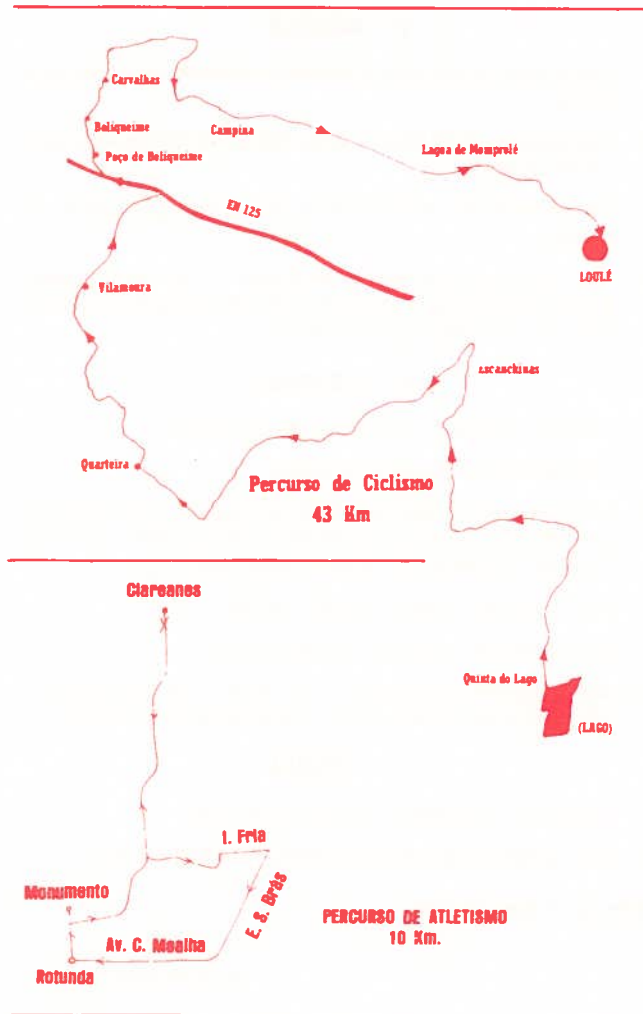 Carvalhas
Boliqueime
Campina
Poço de Boliqueime
Lagoa de Momprolé
EN 125
LOULÉ
Vilamoura
Escanchinas
Quarteira
Percurso de Ciclismo
43 Km
Clareanes
Quinta do Lago
(LAGO)
I. Fria
Monumento
E. S. Brás
PERCURSO DE ATLETISMO
10 Km.
Av. C. Mealha
Rotunda